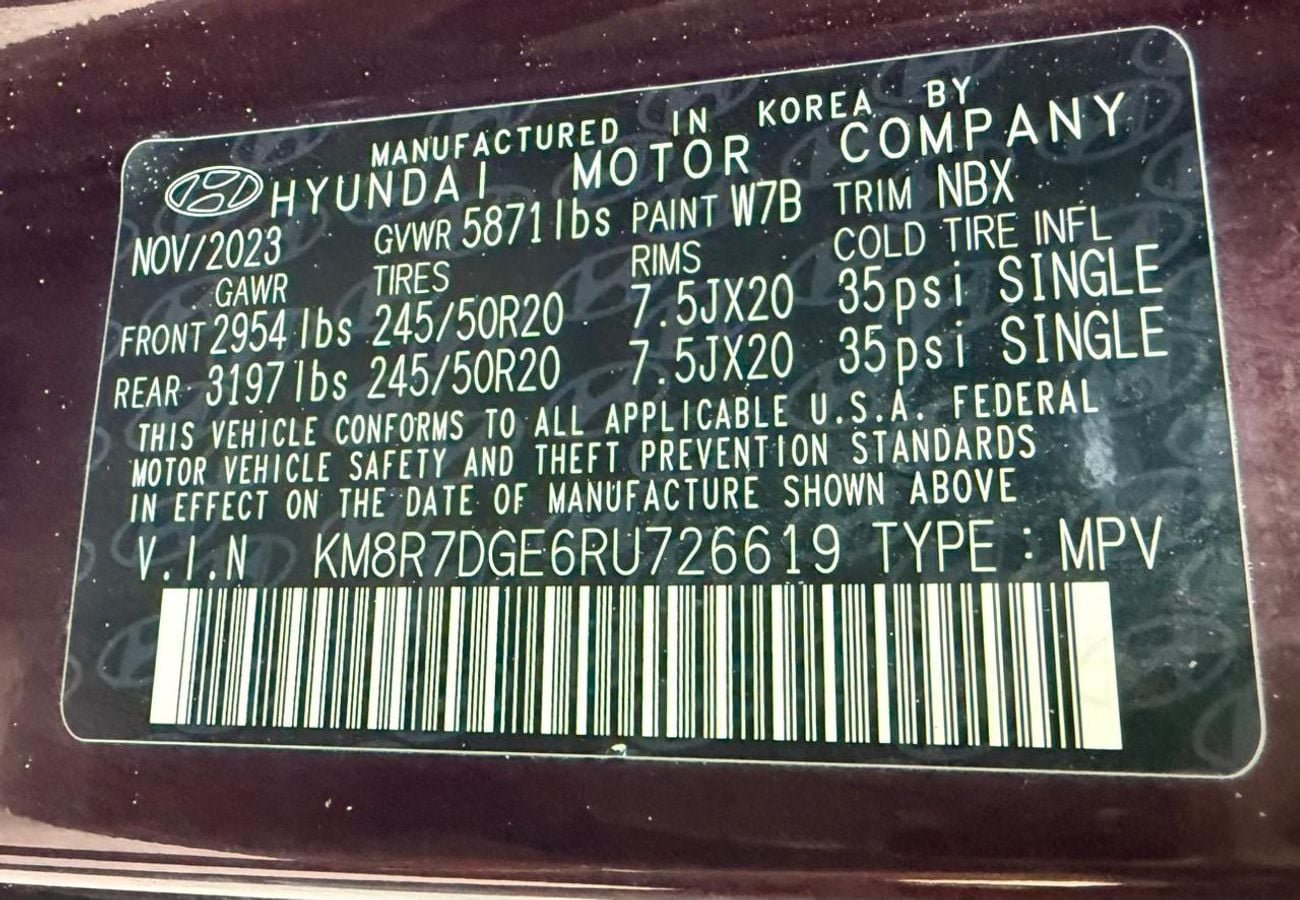 MANUFACTURED IN KOREA BY
HYUNDAI MOTOR COMPANY
NOV/2023 GVWR 5871 lbs PAINT W7B TRIM NBX
GAWR TIRES RIMS COLD TIRE INFL
FRONT 2954 lbs 245/50R20 7.5JX20 35psi SINGLE
REAR 3197 lbs 245/50R20 7.5JX20 35psi SINGLE
THIS VEHICLE CONFORMS TO ALL APPLICABLE U.S.A. FEDERAL
MOTOR VEHICLE SAFETY AND THEFT PREVENTION STANDARDS
IN EFFECT ON THE DATE OF MANUFACTURE SHOWN ABOVE
V.I.N KM8R7DGE6RU726619 TYPE : MPV